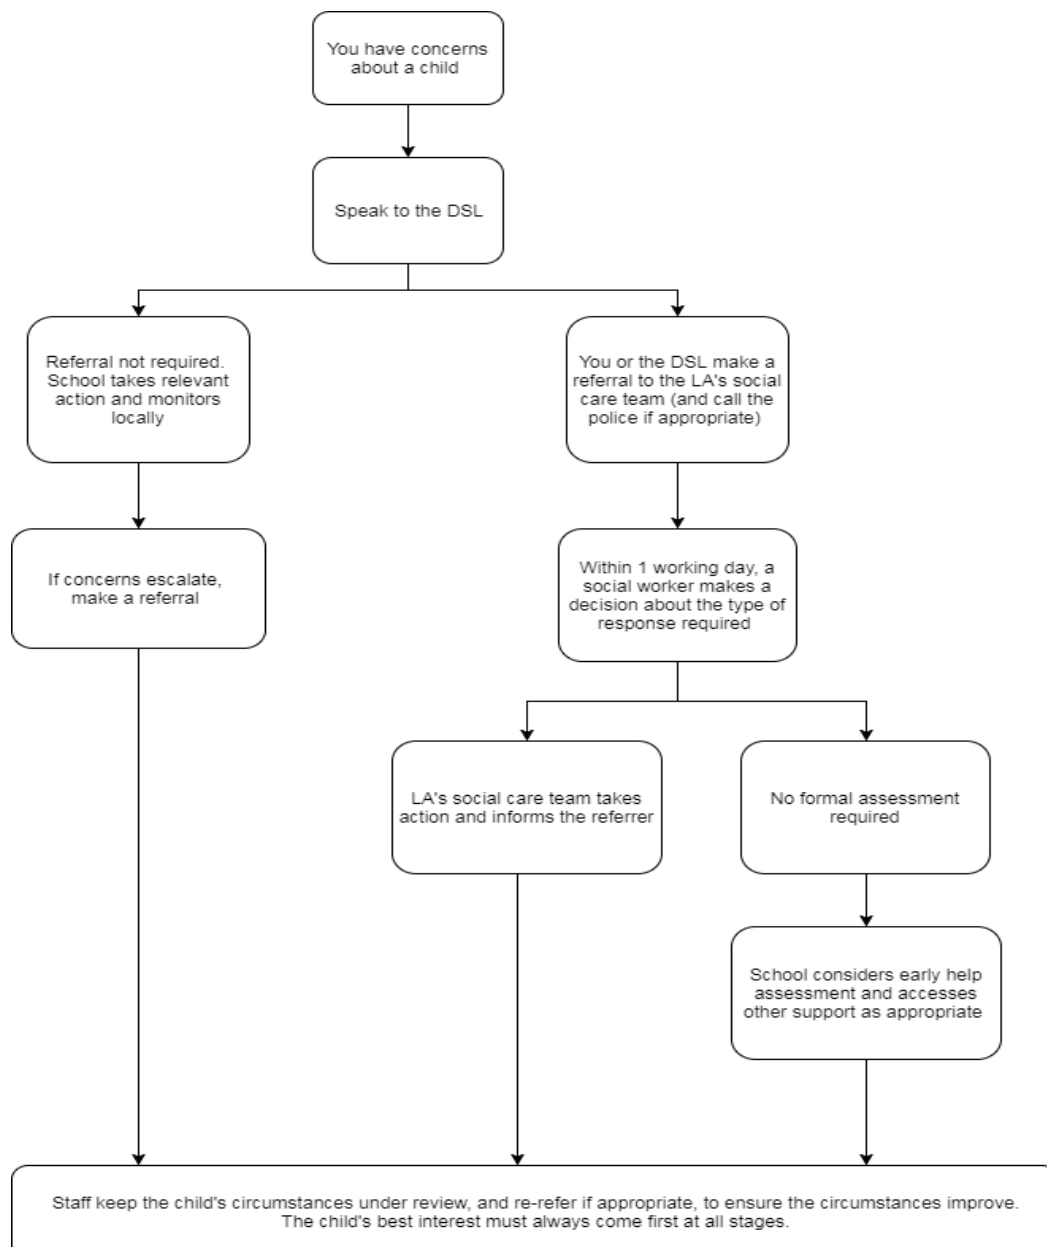 You have concerns
about a child
Speak to the DSL
Referral not required.
School takes relevant
action and monitors
locally
You or the DSL make a
referral to the LA's social
care team (and call the
police if appropriate)
If concerns escalate,
make a referral
Within 1 working day, a
social worker makes a
decision about the type of
response required
LA's social care team takes
action and informs the referrer
No formal assessment
required
School considers early help
assessment and accesses
other support as appropriate
Staff keep the child's circumstances under review, and re-refer if appropriate, to ensure the circumstances improve.
The child's best interest must always come first at all stages.